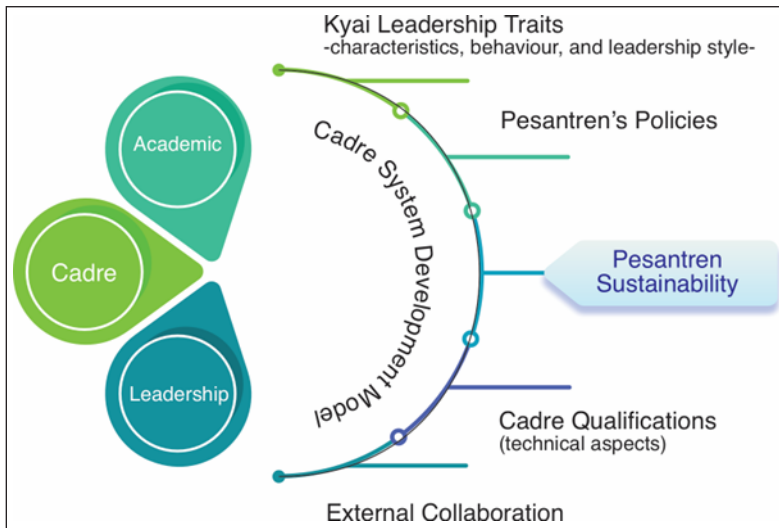 Kyai Leadership Traits
-characteristics, behaviour, and leadership style-
Academic
Pesantren's Policies
Cadre System Development Model
Cadre
Pesantren
Sustainability
Leadership
Cadre Qualifications
(technical aspects)
External Collaboration